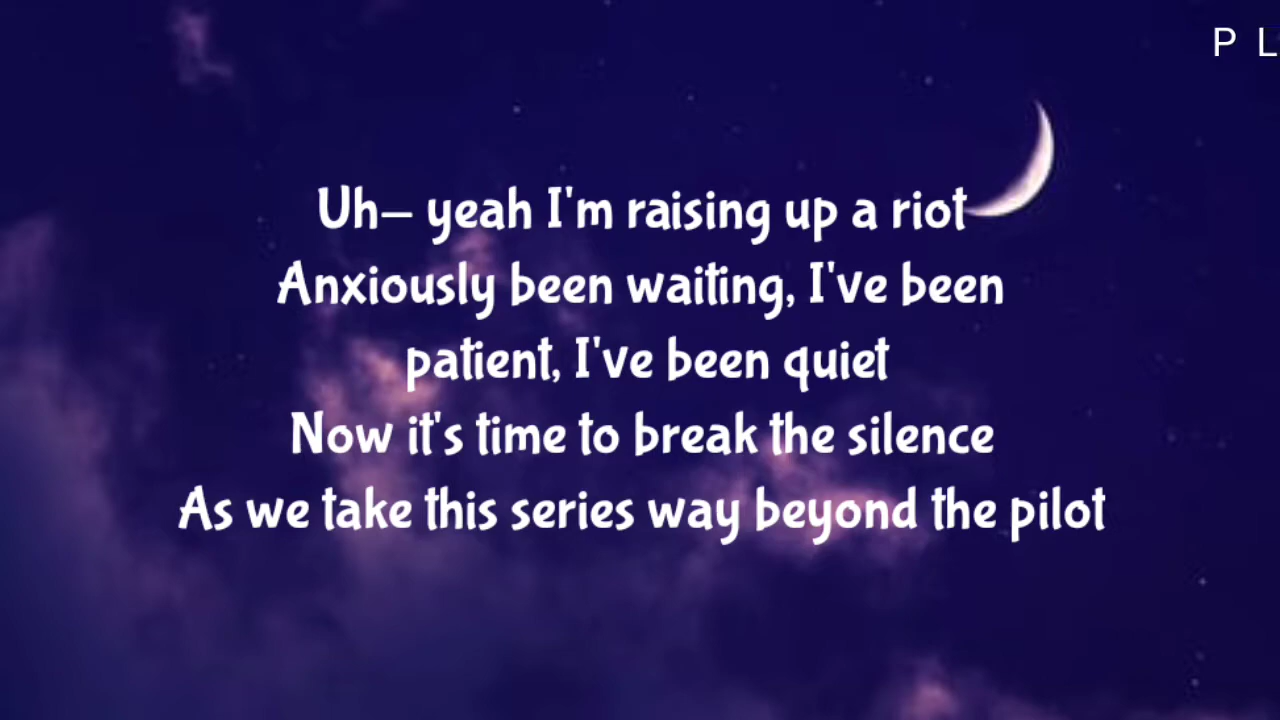 P L
Uh— yeah I'm raising up a riot
Anxiously been waiting, I've been
patient, I've been quiet
Now it's time to break the silence
As we take this series way beyond the pilot